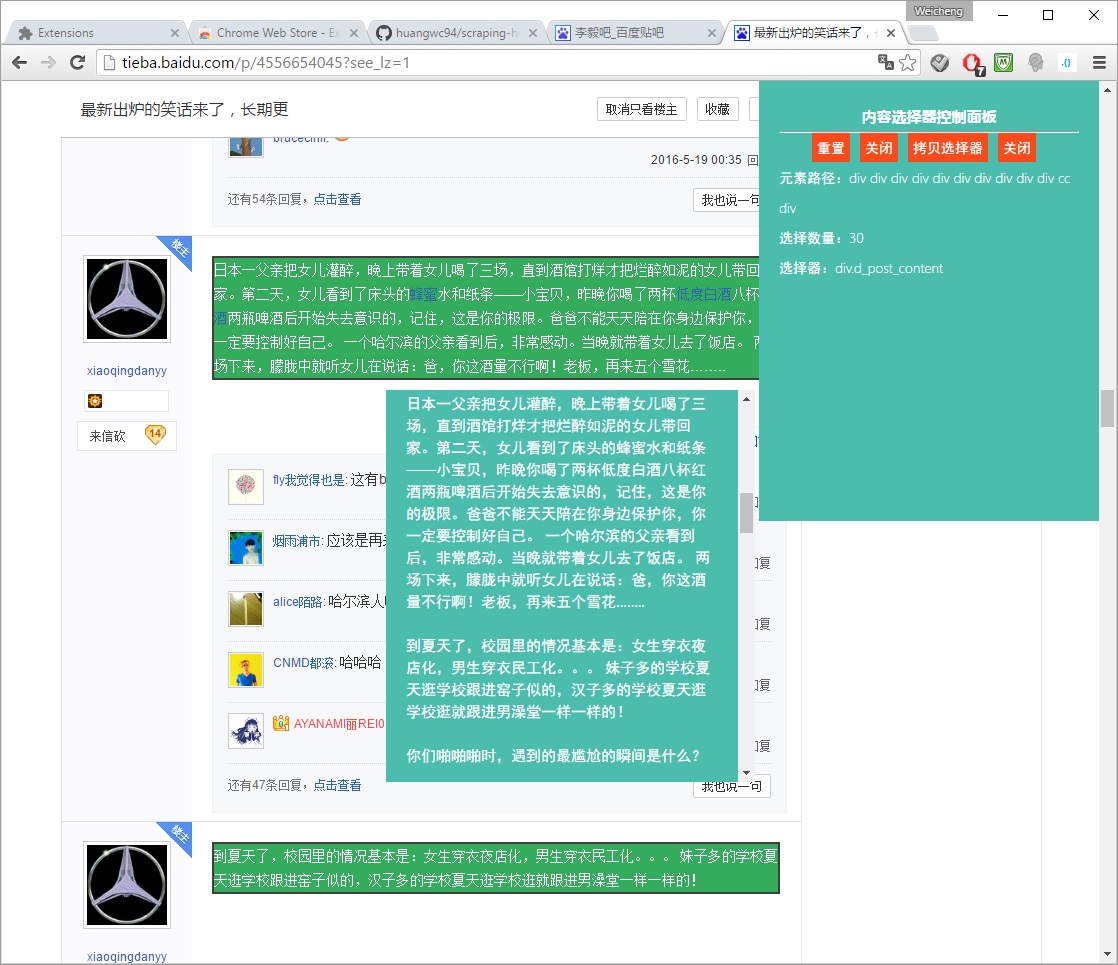 Weicheng
Extensions
Chrome Web Store - Ex
huangwc94/scraping-h
李毅吧_百度贴吧
最新出炉的笑话来了，
tieba.baidu.com/p/4556654045?see_lz=1
7
最新出炉的笑话来了，长期更
取消只看楼主
收藏
内容选择器控制面板
重置
关闭
拷贝选择器
关闭
元素路径：div div div div div div div div div div cc
div
选择数量：30
选择器：div.d_post_content
brucechii:
2016-5-19 00:35 回
还有54条回复，点击查看
我也说一句
楼主
xiaoqingdanyy
来信砍
14
日本一父亲把女儿灌醉，晚上带着女儿喝了三场，直到酒馆打烊才把烂醉如泥的女儿带回
家。第二天，女儿看到了床头的蜂蜜水和纸条——小宝贝，昨晚你喝了两杯低度白酒八杯
酒两瓶啤酒后开始失去意识的，记住，这是你的极限。爸爸不能天天陪在你身边保护你，
一定要控制好自己。 一个哈尔滨的父亲看到后，非常感动。当晚就带着女儿去了饭店。 两
场下来，朦胧中就听女儿在说话：爸，你这酒量不行啊！老板，再来五个雪花........
日本一父亲把女儿灌醉，晚上带着女儿喝了三
场，直到酒馆打烊才把烂醉如泥的女儿带回
家。第二天，女儿看到了床头的蜂蜜水和纸条
——小宝贝，昨晚你喝了两杯低度白酒八杯红
酒两瓶啤酒后开始失去意识的，记住，这是你
的极限。爸爸不能天天陪在你身边保护你，你
一定要控制好自己。 一个哈尔滨的父亲看到
后，非常感动。当晚就带着女儿去了饭店。 两
场下来，朦胧中就听女儿在说话：爸，你这酒
量不行啊！老板，再来五个雪花........
到夏天了，校园里的情况基本是：女生穿衣夜
店化，男生穿衣民工化。。。 妹子多的学校夏
天逛学校跟进窑子似的，汉子多的学校夏天逛
学校逛就跟进男澡堂一样一样的！
你们啪啪啪时，遇到的最尴尬的瞬间是什么？
fly我觉得也是: 这有b
烟雨浦市: 应该是再来
回复
alice陌路: 哈尔滨人
回复
CNMD都滚: 哈哈哈
回复
AYANAMI丽REI0
回复
还有47条回复，点击查看
我也说一句
楼主
xiaoqingdanyy
到夏天了，校园里的情况基本是：女生穿衣夜店化，男生穿衣民工化。。。 妹子多的学校夏
天逛学校跟进窑子似的，汉子多的学校夏天逛学校逛就跟进男澡堂一样一样的！